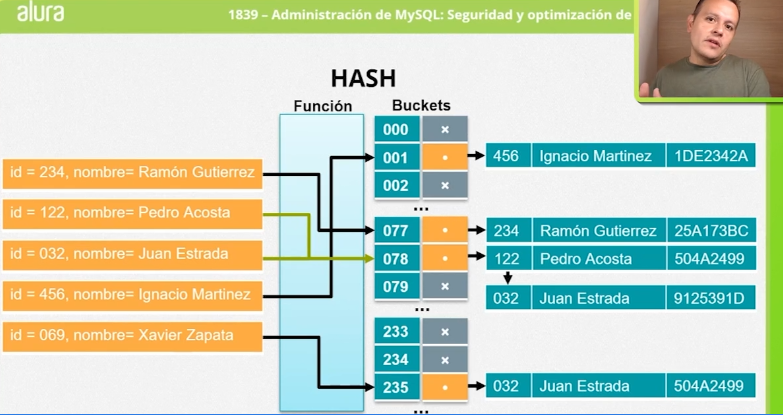 alura
1839 – Administración de MySQL: Seguridad y optimización de
HASH
Función
Buckets
000 ×
001 • 456 Ignacio Martinez 1DE2342A
002 ×
...
id = 234, nombre= Ramón Gutierrez
id = 122, nombre= Pedro Acosta
id = 032, nombre= Juan Estrada
id = 456, nombre= Ignacio Martinez
id = 069, nombre= Xavier Zapata
077 • 234 Ramón Gutierrez 25A173BC
078 • 122 Pedro Acosta 504A2499
079 × 032 Juan Estrada 9125391D
...
233 ×
234 ×
235 • 032 Juan Estrada 504A2499
...